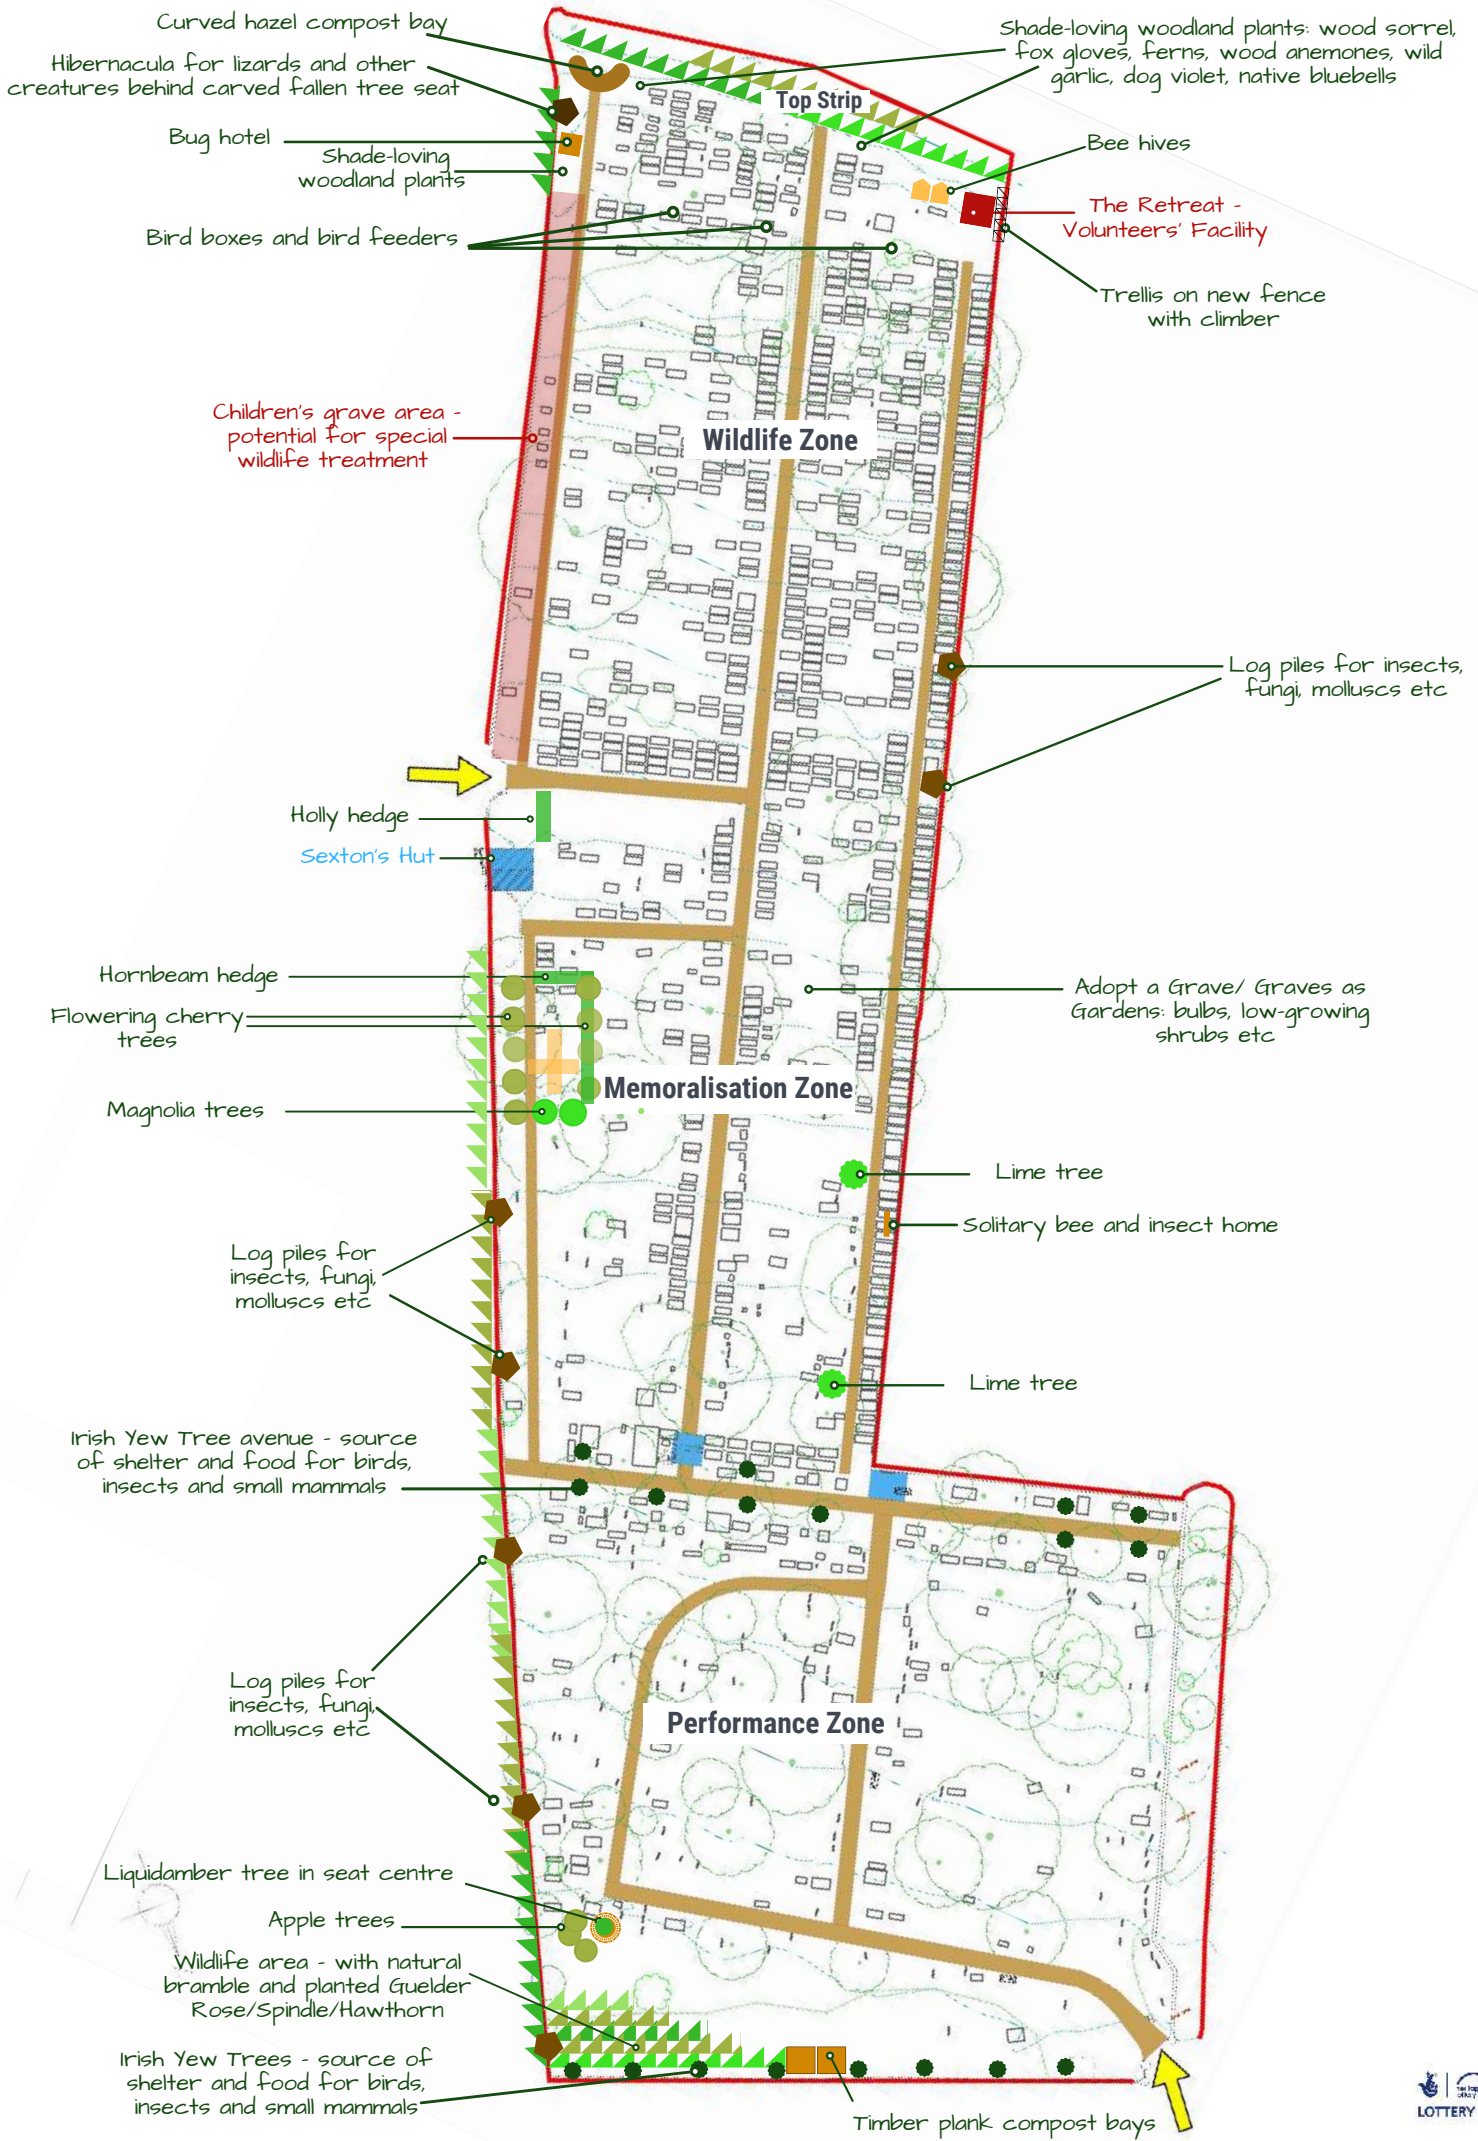 Curved hazel compost bay
Shade-loving woodland plants: wood sorrel,
fox gloves, ferns, wood anemones, wild
garlic, dog violet, native bluebells
Hibernacula for lizards and other
creatures behind carved fallen tree seat
Top Strip
Bug hotel
Bee hives
Shade-loving
woodland plants
The Retreat -
Volunteers' Facility
Bird boxes and bird feeders
Trellis on new fence
with climber
Children's grave area -
potential for special
wildlife treatment
Wildlife Zone
Log piles for insects,
fungi, molluscs etc
Holly hedge
Sexton's Hut
Hornbeam hedge
Adopt a Grave/ Graves as
Gardens: bulbs, low-growing
shrubs etc
Flowering cherry
trees
Memoralisation Zone
Magnolia trees
Lime tree
Solitary bee and insect home
Log piles for
insects, fungi,
molluscs etc
Lime tree
Irish Yew Tree avenue - source
of shelter and food for birds,
insects and small mammals
Log piles for
insects, fungi,
molluscs etc
Performance Zone
Liquidamber tree in seat centre
Apple trees
Wildlife area - with natural
bramble and planted Guelder
Rose/Spindle/Hawthorn
Irish Yew Trees - source of
shelter and food for birds,
insects and small mammals
Timber plank compost bays
LOTTERY